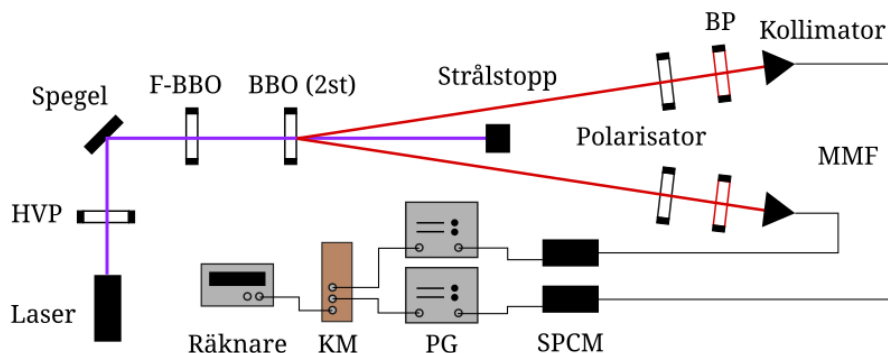 BP
Kollimator
F-BBO
BBO (2st)
Strålstopp
Spegel
Polarisator
MMF
HVP
Laser
Räknare
KM
PG
SPCM